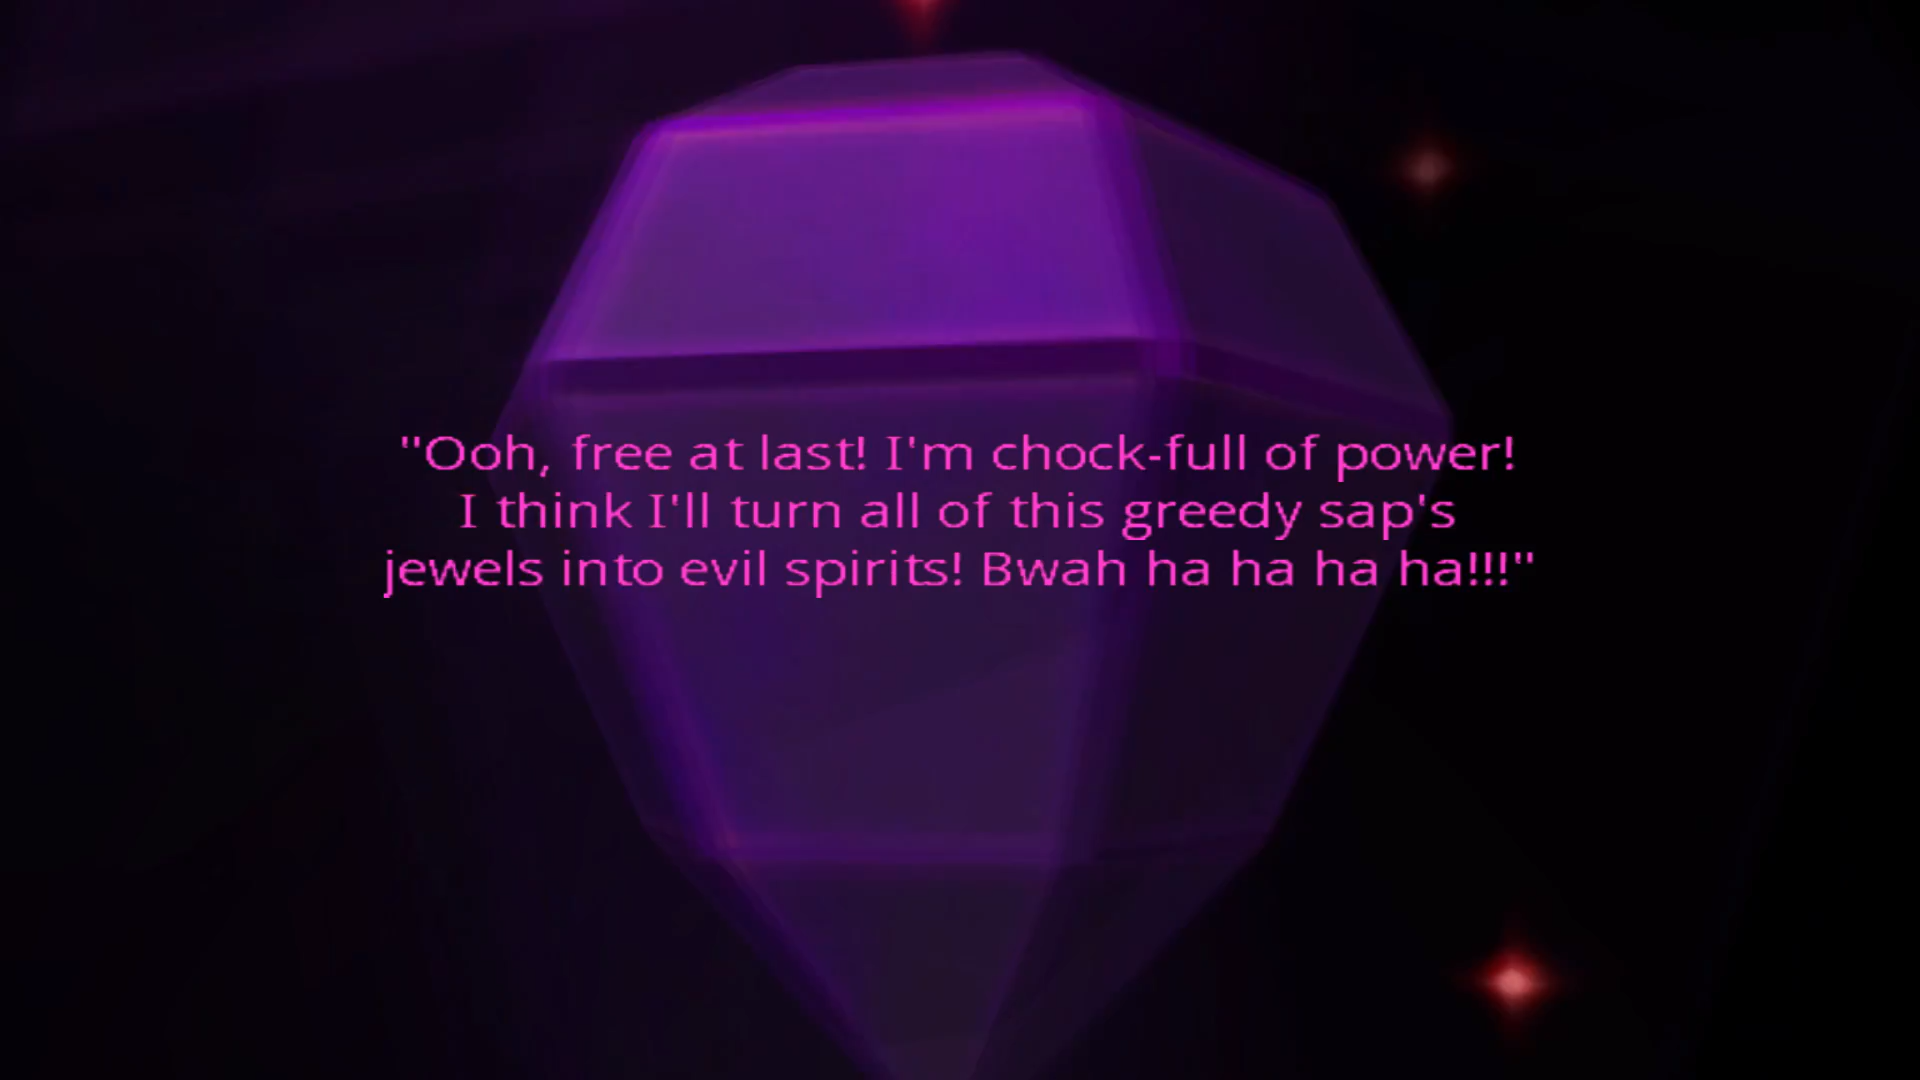 "Ooh, free at last! I'm chock-full of power!
I think I'll turn all of this greedy sap's
jewels into evil spirits! Bwah ha ha ha ha!!!"